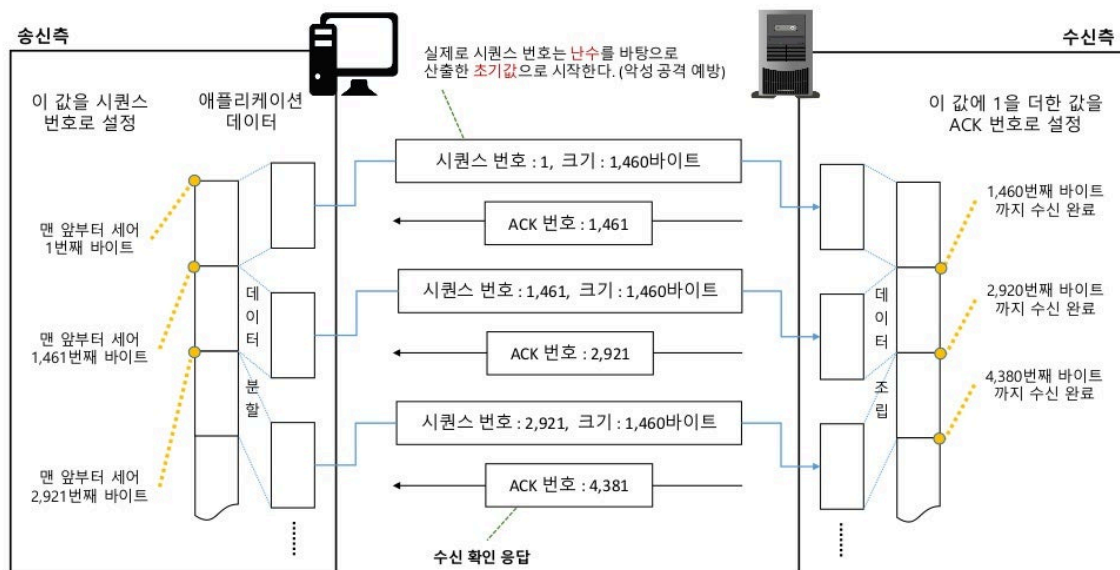 송신측
수신측
실제로 시퀀스 번호는 난수를 바탕으로
산출한 초기값으로 시작한다. (악성 공격 예방)
이 값을 시퀀스
번호로 설정
애플리케이션
데이터
이 값에 1을 더한 값을
ACK 번호로 설정
시퀀스 번호 : 1, 크기 : 1,460바이트
ACK 번호 : 1,461
시퀀스 번호 : 1,461, 크기 : 1,460바이트
ACK 번호 : 2,921
시퀀스 번호 : 2,921, 크기 : 1,460바이트
ACK 번호 : 4,381
수신 확인 응답
맨 앞부터 세어
1번째 바이트
맨 앞부터 세어
1,461번째 바이트
맨 앞부터 세어
2,921번째 바이트
데이터
분할
데이터
조립
1,460번째 바이트
까지 수신 완료
2,920번째 바이트
까지 수신 완료
4,380번째 바이트
까지 수신 완료